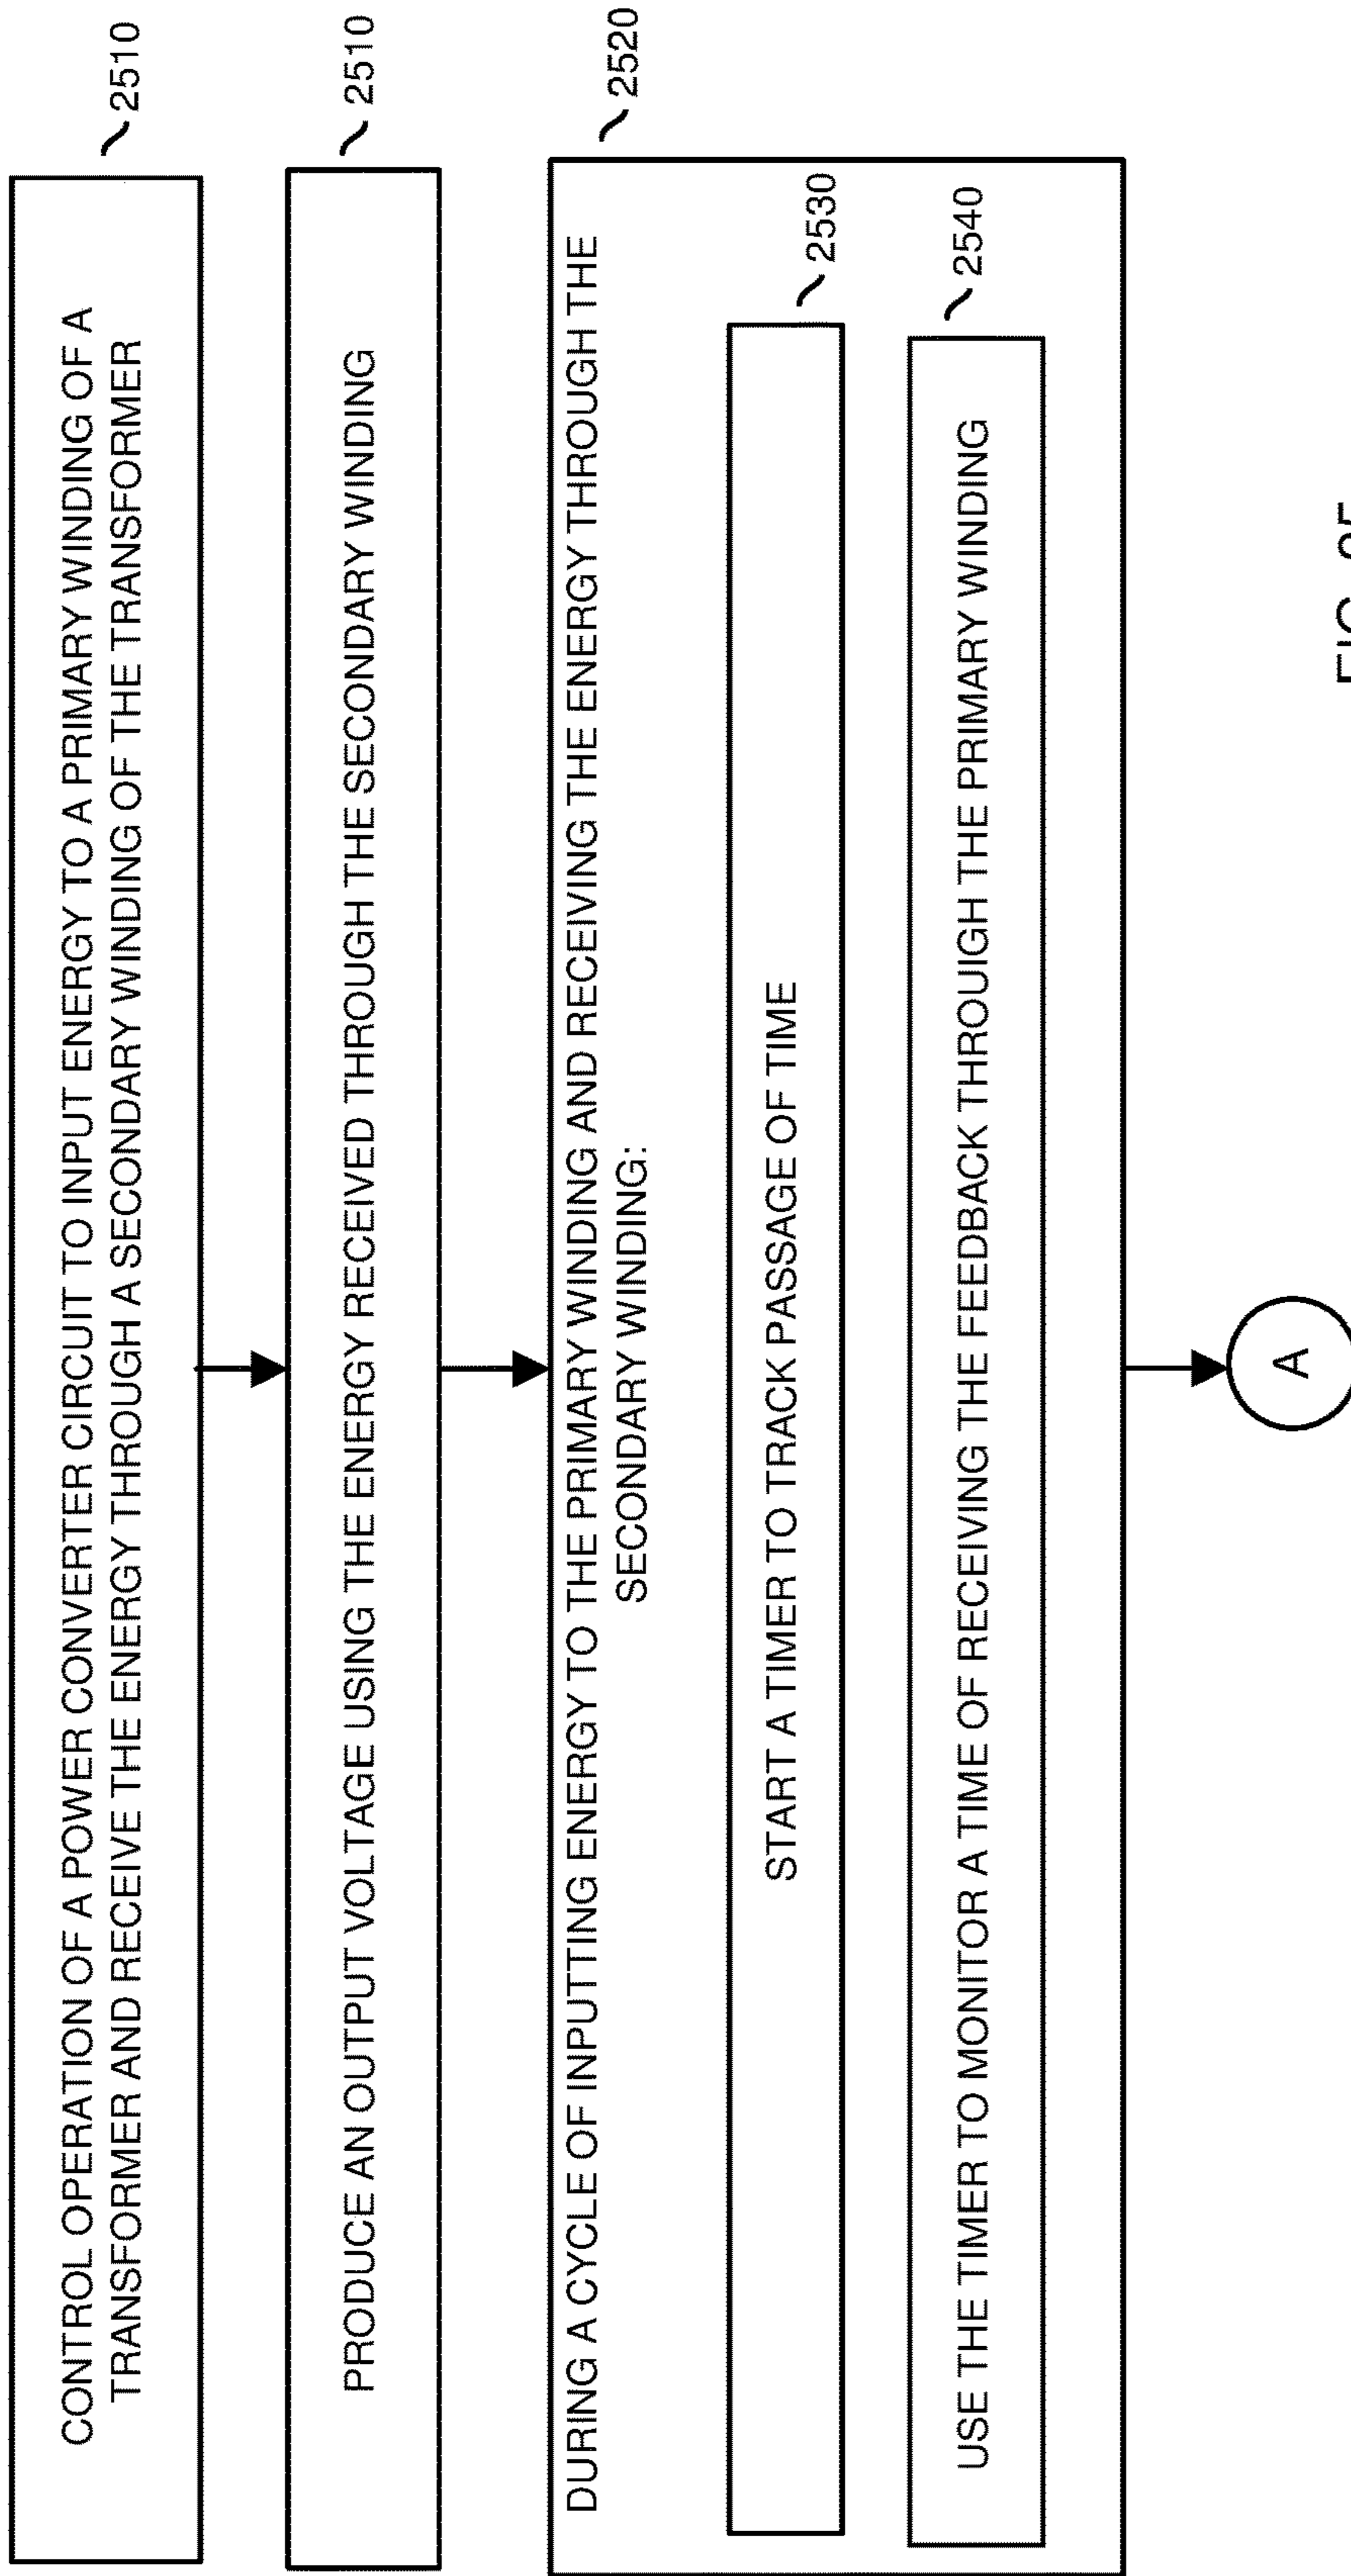 CONTROL OPERATION OF A POWER CONVERTER CIRCUIT TO INPUT ENERGY TO A PRIMARY WINDING OF A
TRANSFORMER AND RECEIVE THE ENERGY THROUGH A SECONDARY WINDING OF THE TRANSFORMER
2510
PRODUCE AN OUTPUT VOLTAGE USING THE ENERGY RECEIVED THROUGH THE SECONDARY WINDING
2510
DURING A CYCLE OF INPUTTING ENERGY TO THE PRIMARY WINDING AND RECEIVING THE ENERGY THROUGH THE
SECONDARY WINDING:
2520
START A TIMER TO TRACK PASSAGE OF TIME
2530
USE THE TIMER TO MONITOR A TIME OF RECEIVING THE FEEDBACK THROUIGH THE PRIMARY WINDING
2540
A
FIG.